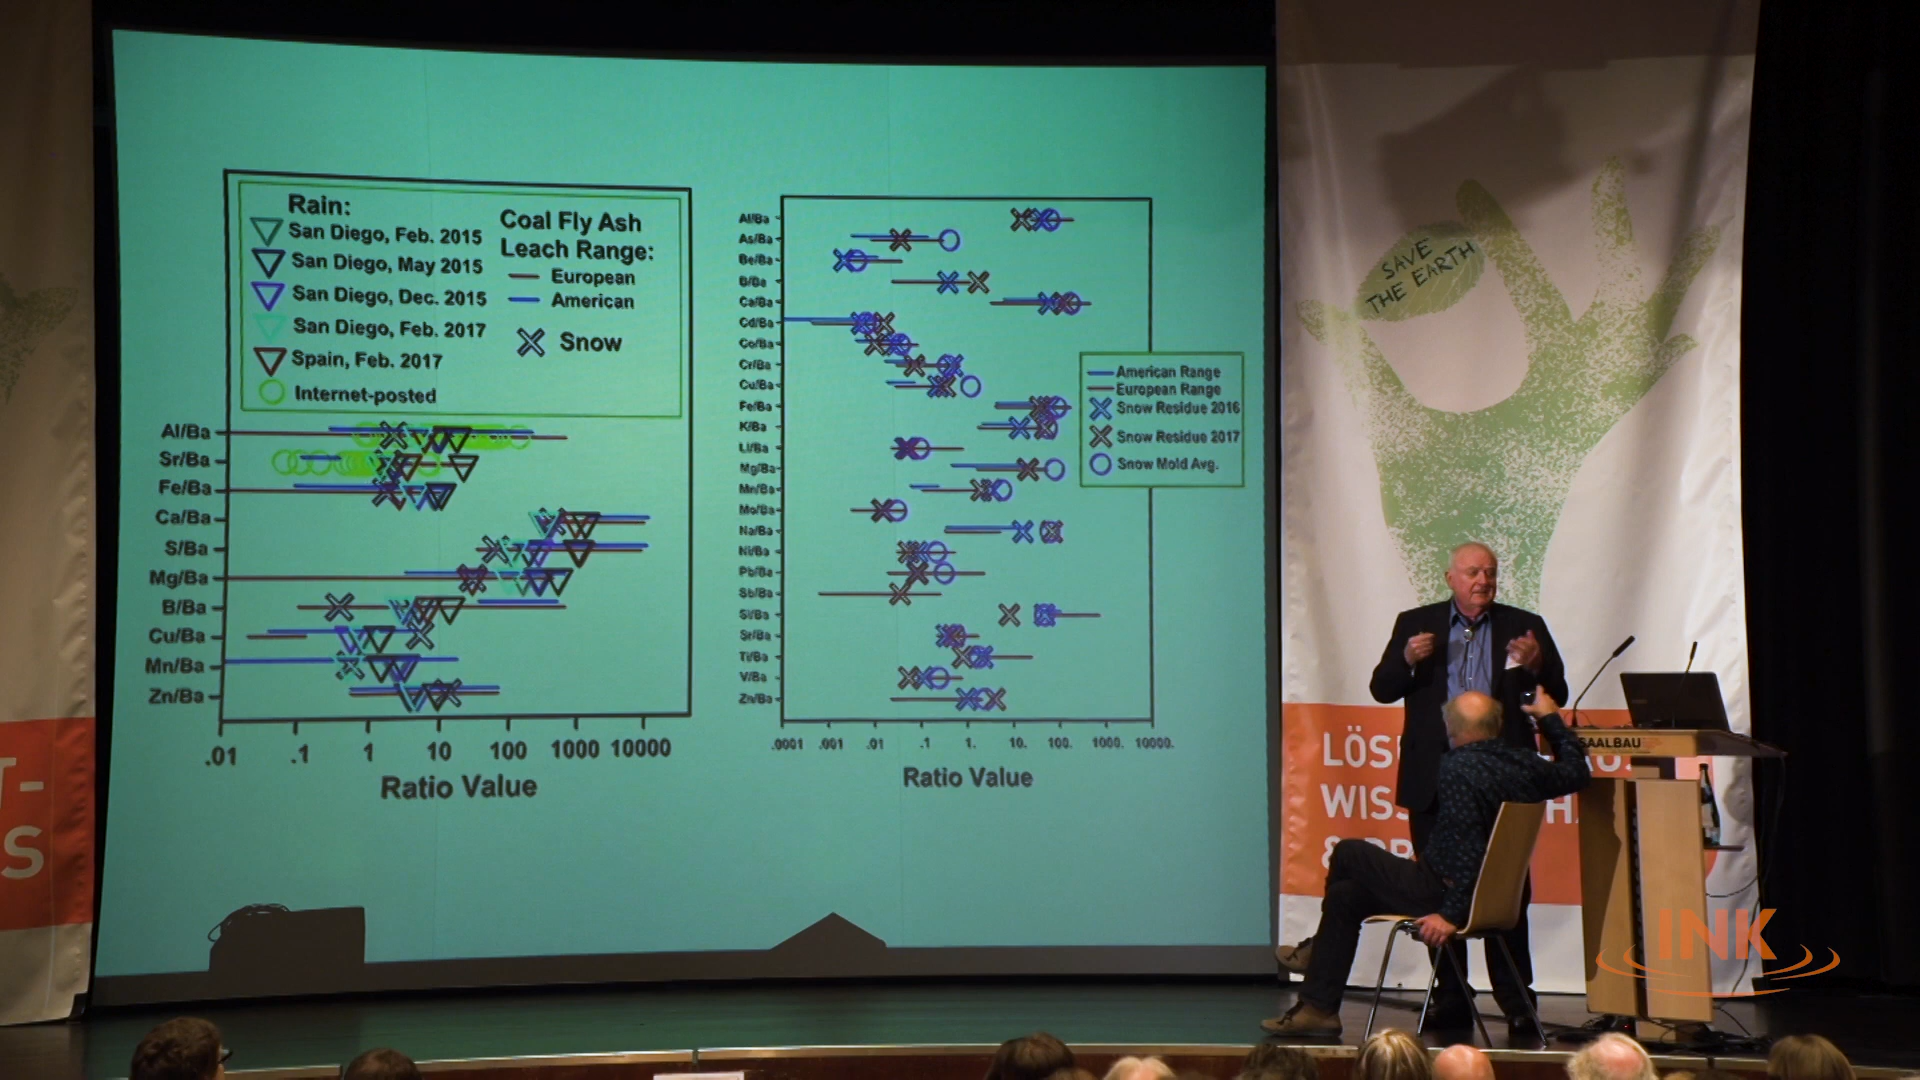 Rain:
San Diego, Feb. 2015
San Diego, May 2015
San Diego, Dec. 2015
San Diego, Feb. 2017
Spain, Feb. 2017
Internet-posted
Coal Fly Ash
Leach Range:
European
American
Snow
Al/Ba
Sr/Ba
Fe/Ba
Ca/Ba
S/Ba
Mg/Ba
B/Ba
Cu/Ba
Mn/Ba
Zn/Ba
.01 .1 1 10 100 1000 10000
Ratio Value
Al/Ba
As/Ba
Be/Ba
B/Ba
Ca/Ba
Cd/Ba
Co/Ba
Cr/Ba
Cu/Ba
Fe/Ba
K/Ba
Li/Ba
Mg/Ba
Mn/Ba
Mo/Ba
Na/Ba
Ni/Ba
Pb/Ba
Sb/Ba
Si/Ba
Sr/Ba
Ti/Ba
V/Ba
Zn/Ba
American Range
European Range
Snow Residue 2016
Snow Residue 2017
Snow Mold Avg.
.0001 .001 .01 .1 1. 10. 100. 1000. 10000.
Ratio Value
SAVE
THE EARTH
SAALBAU
INK